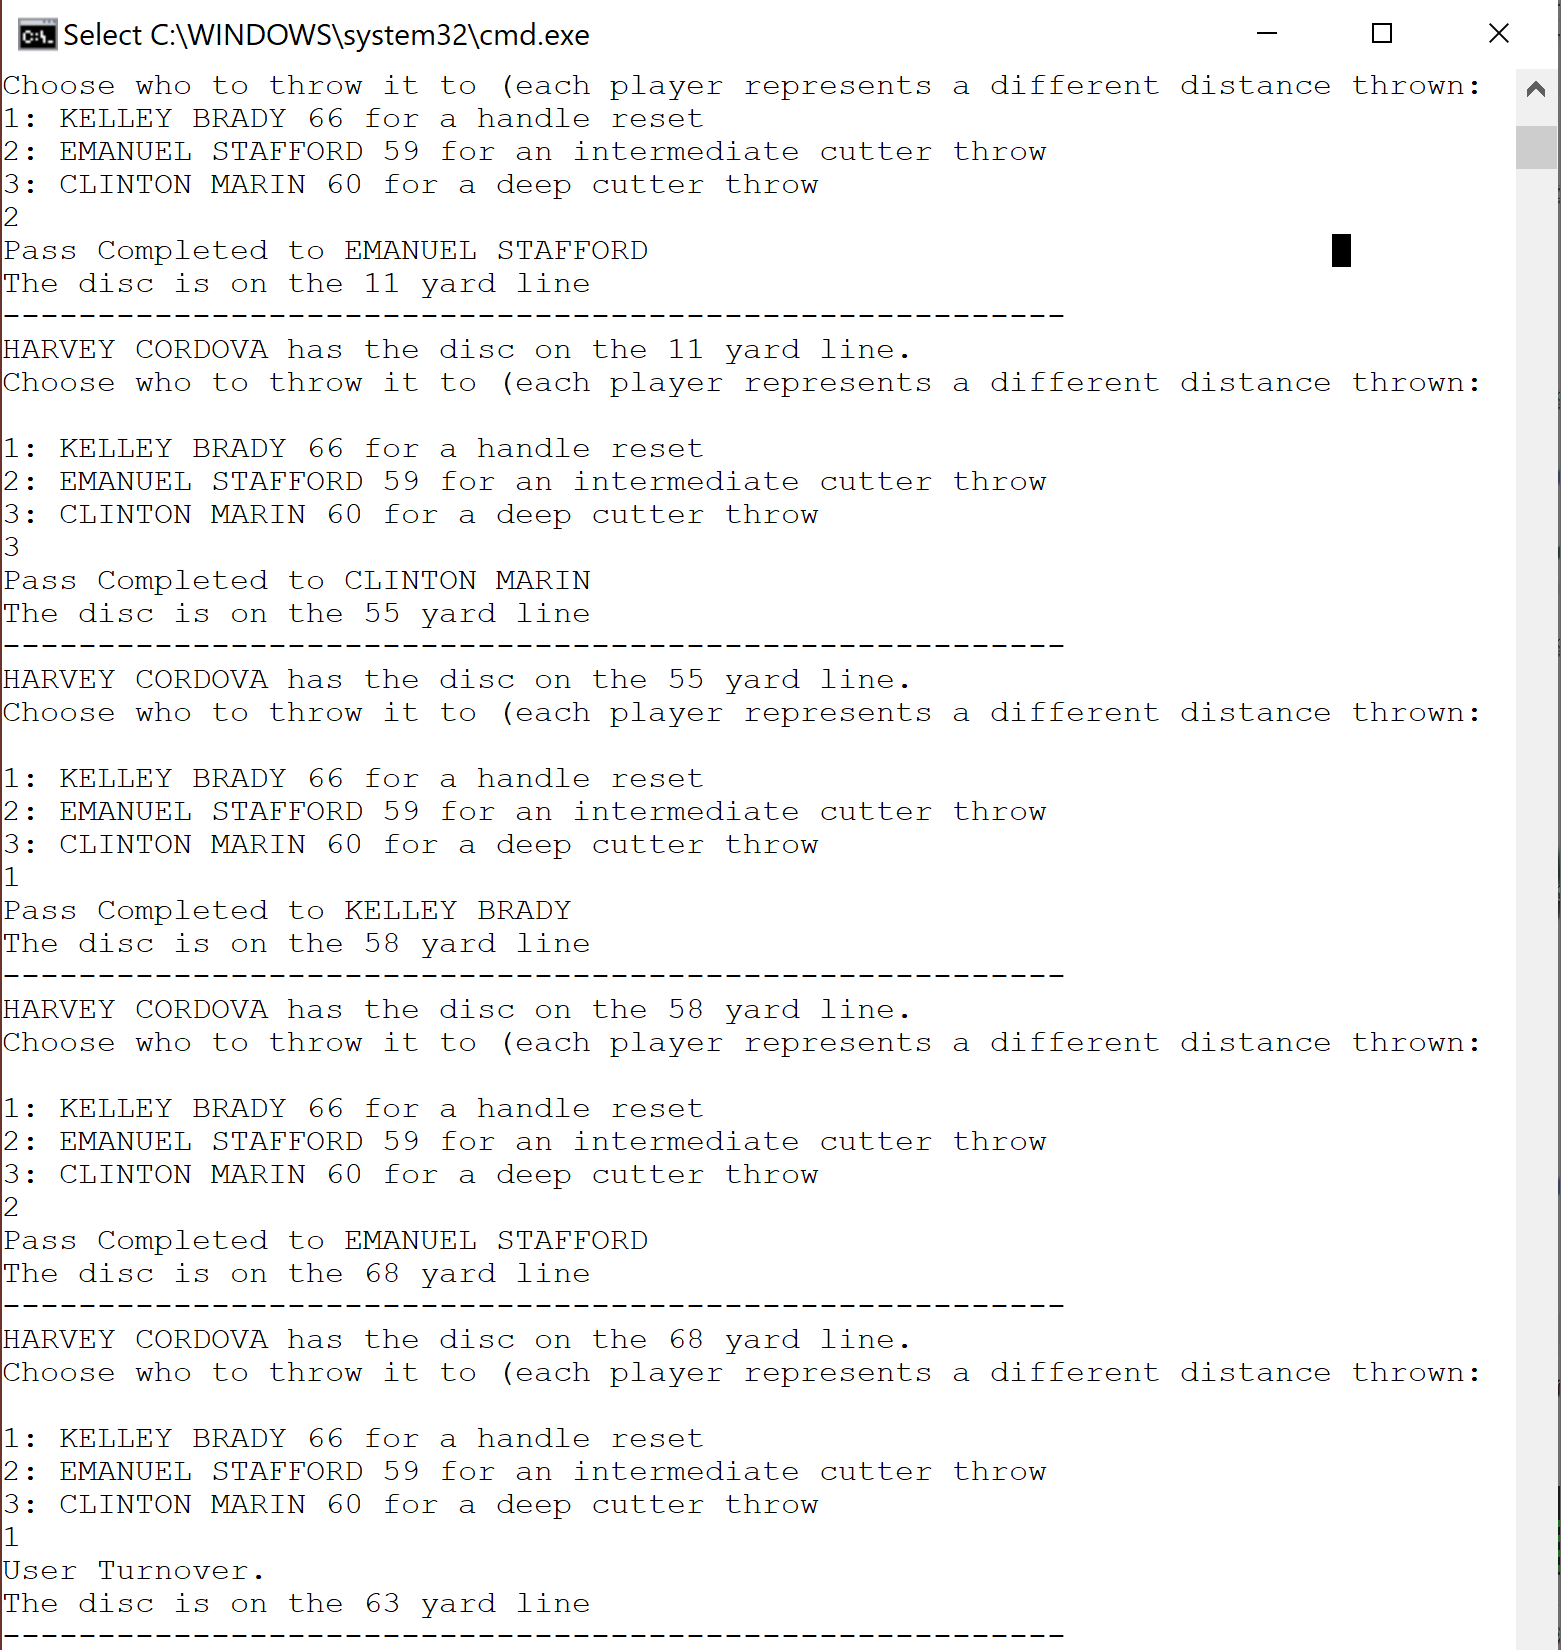 Select C:\WINDOWS\system32\cmd.exe
Choose who to throw it to (each player represents a different distance thrown:
1: KELLEY BRADY 66 for a handle reset
2: EMANUEL STAFFORD 59 for an intermediate cutter throw
3: CLINTON MARIN 60 for a deep cutter throw
2
Pass Completed to EMANUEL STAFFORD
The disc is on the 11 yard line
--------------------------------------------------------
HARVEY CORDOVA has the disc on the 11 yard line.
Choose who to throw it to (each player represents a different distance thrown:
1: KELLEY BRADY 66 for a handle reset
2: EMANUEL STAFFORD 59 for an intermediate cutter throw
3: CLINTON MARIN 60 for a deep cutter throw
3
Pass Completed to CLINTON MARIN
The disc is on the 55 yard line
--------------------------------------------------------
HARVEY CORDOVA has the disc on the 55 yard line.
Choose who to throw it to (each player represents a different distance thrown:
1: KELLEY BRADY 66 for a handle reset
2: EMANUEL STAFFORD 59 for an intermediate cutter throw
3: CLINTON MARIN 60 for a deep cutter throw
1
Pass Completed to KELLEY BRADY
The disc is on the 58 yard line
--------------------------------------------------------
HARVEY CORDOVA has the disc on the 58 yard line.
Choose who to throw it to (each player represents a different distance thrown:
1: KELLEY BRADY 66 for a handle reset
2: EMANUEL STAFFORD 59 for an intermediate cutter throw
3: CLINTON MARIN 60 for a deep cutter throw
2
Pass Completed to EMANUEL STAFFORD
The disc is on the 68 yard line
--------------------------------------------------------
HARVEY CORDOVA has the disc on the 68 yard line.
Choose who to throw it to (each player represents a different distance thrown:
1: KELLEY BRADY 66 for a handle reset
2: EMANUEL STAFFORD 59 for an intermediate cutter throw
3: CLINTON MARIN 60 for a deep cutter throw
1
User Turnover.
The disc is on the 63 yard line
--------------------------------------------------------